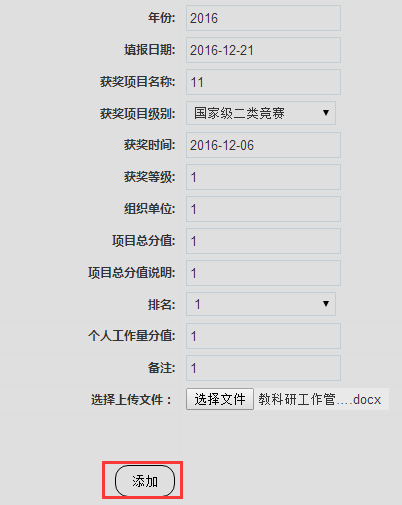 年份: 2016
填报日期: 2016-12-21
获奖项目名称: 11
获奖项目级别: 国家级二类竞赛
获奖时间: 2016-12-06
获奖等级: 1
组织单位: 1
项目总分值: 1
项目总分值说明: 1
排名: 1
个人工作量分值: 1
备注: 1
选择上传文件： 选择文件 教科研工作管....docx
添加